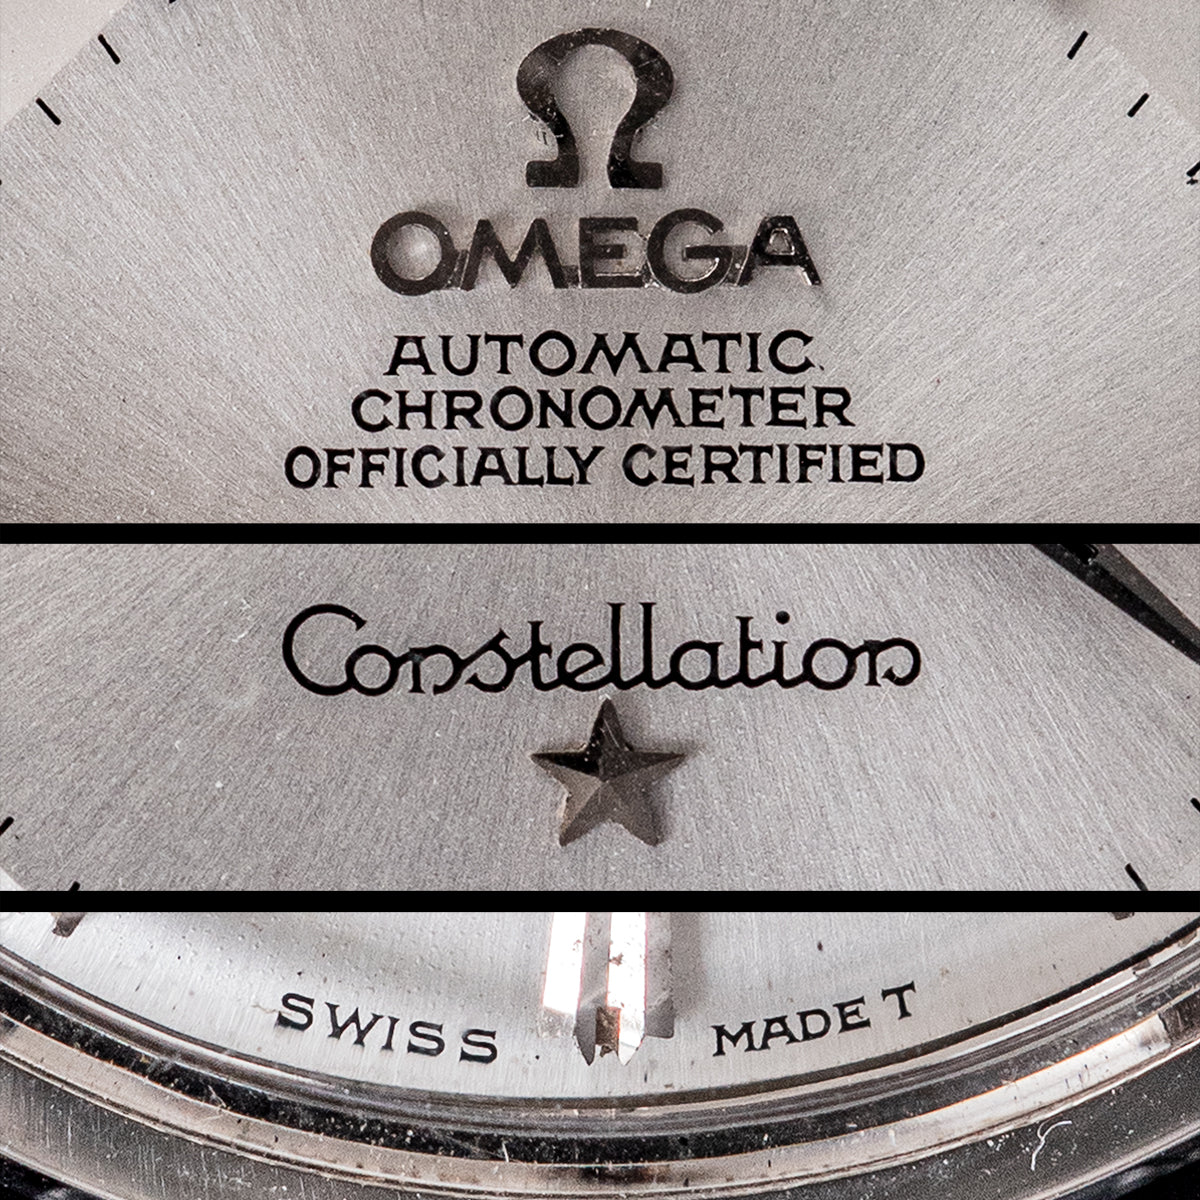 Ω
OMEGA
AUTOMATIC
CHRONOMETER
OFFICIALLY CERTIFIED
Constellation
SWISS MADE T